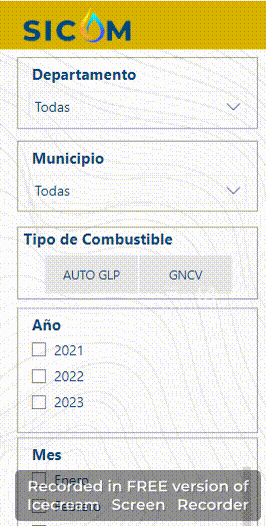 SICOM
Departamento
Todas
Municipio
Todas
Tipo de Combustible
AUTO GLP
GNCV
Año
2021
2022
2023
Mes
Enero
Febrero
Recorded in FREE version of
Icecream Screen Recorder